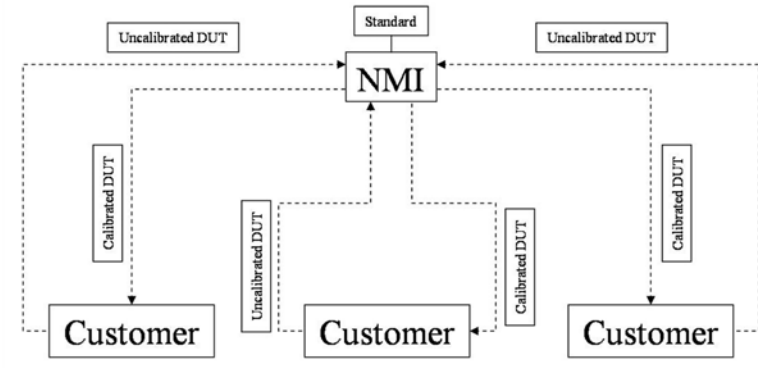 Standard
Uncalibrated DUT
Uncalibrated DUT
NMI
Calibrated DUT
Uncalibrated DUT
Calibrated DUT
Calibrated DUT
Customer
Customer
Customer